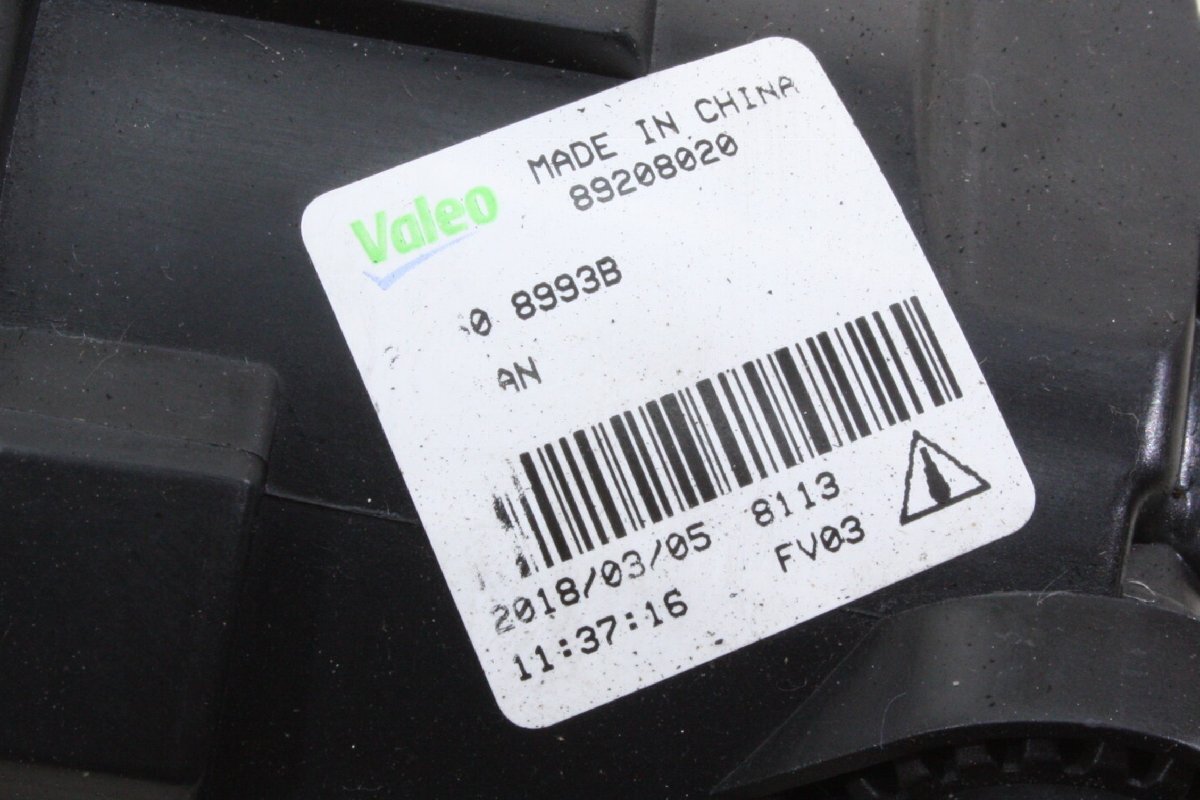 MADE IN CHINA
89208020
Valeo
0 8993B
AN
2018/03/05 8113
11:37:16 FV03